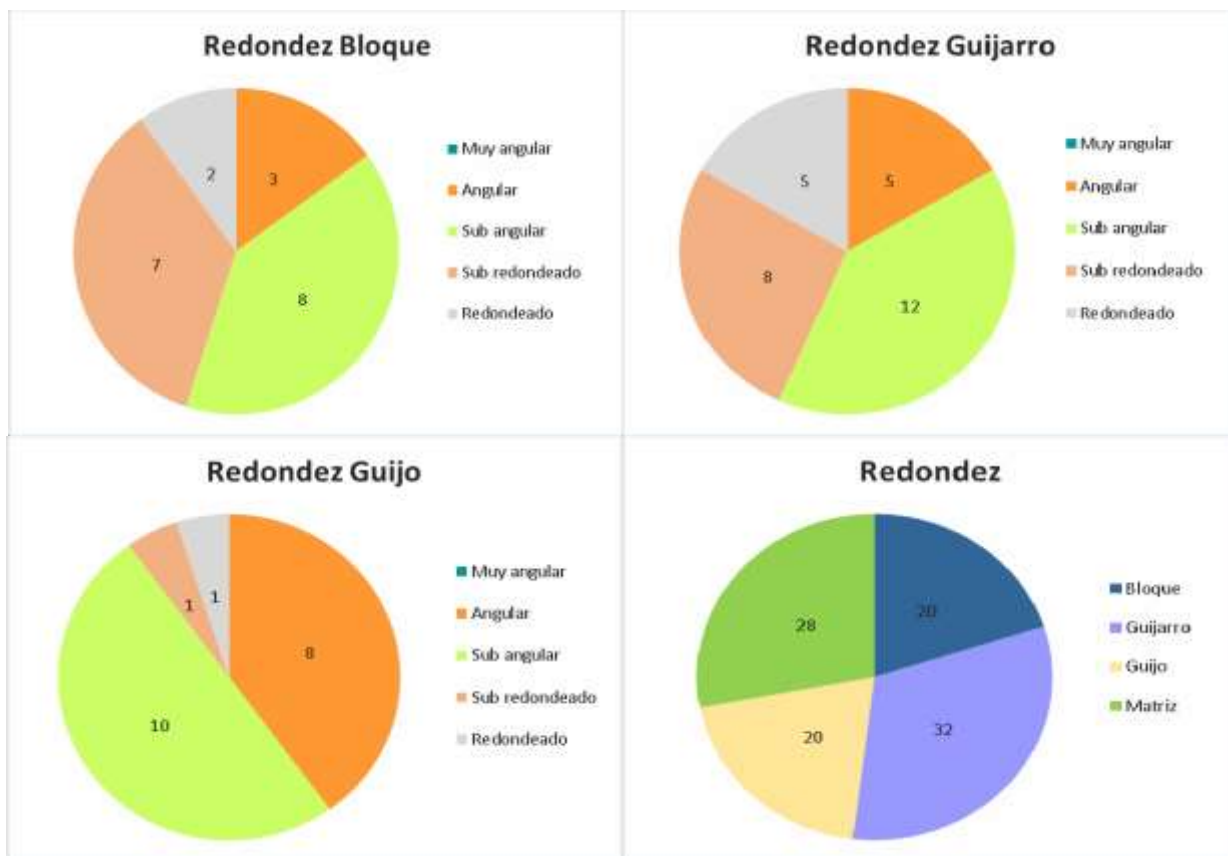 Redondez Bloque
2
3
7
8
Muy angular
Angular
Sub angular
Sub redondeado
Redondeado
Redondez Guijarro
5
5
8
12
Muy angular
Angular
Sub angular
Sub redondeado
Redondeado
Redondez Guijo
1
1
8
10
Muy angular
Angular
Sub angular
Sub redondeado
Redondeado
Redondez
28
20
20
32
Bloque
Guijarro
Guijo
Matriz